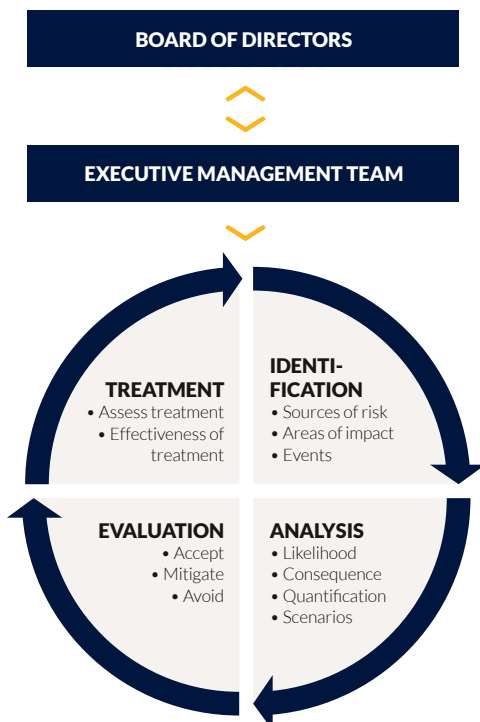 BOARD OF DIRECTORS
EXECUTIVE MANAGEMENT TEAM
TREATMENT
• Assess treatment
• Effectiveness of
treatment
IDENTI-
FICATION
• Sources of risk
• Areas of impact
• Events
EVALUATION
• Accept
• Mitigate
• Avoid
ANALYSIS
• Likelihood
• Consequence
• Quantification
• Scenarios